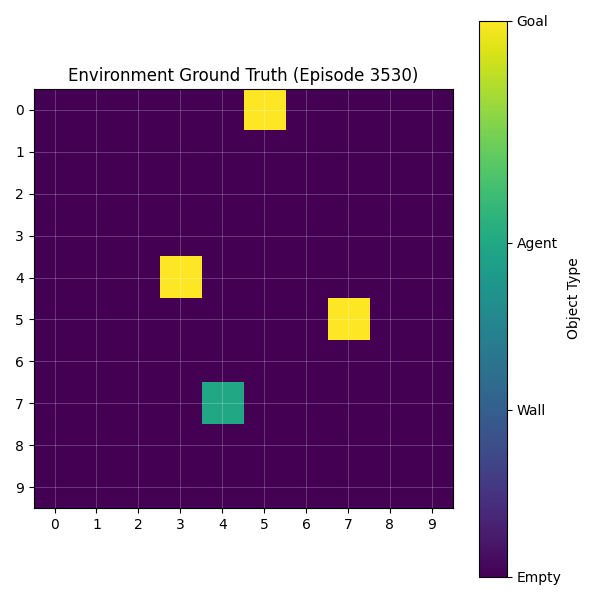 Environment Ground Truth (Episode 3530)
0
1
2
3
4
5
6
7
8
9
0 1 2 3 4 5 6 7 8 9
Goal
Agent
Wall
Empty
Object Type